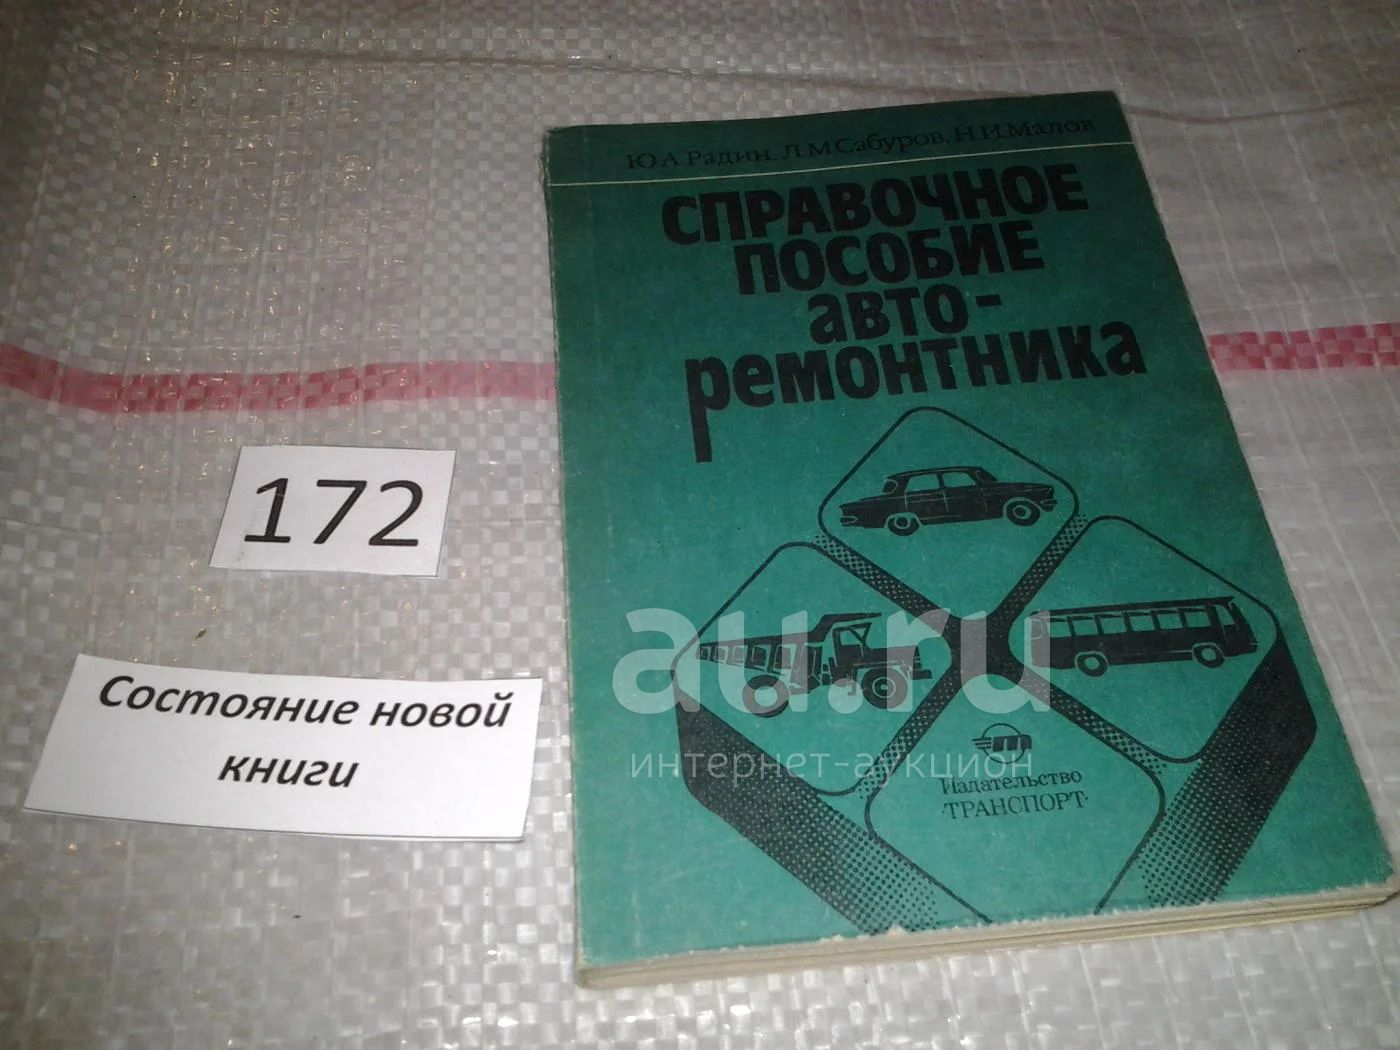 Ю.А.Радин, Л.М.Сабуров, Н.И.Малов
СПРАВОЧНОЕ
ПОСОБИЕ
авто-
ремонтника
172
Состояние новой
книги
au.ru
интернет-аукцион
Издательство
"ТРАНСПОРТ"